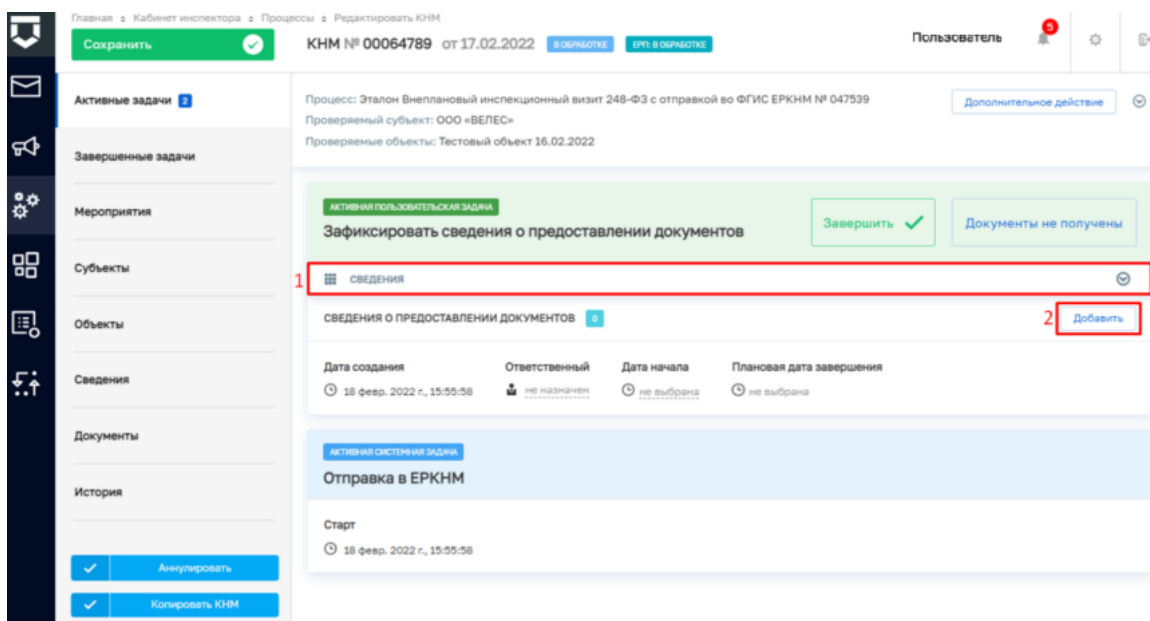 Главная : Кабинет инспектора : Процессы : Редактировать КНМ
Сохранить
КНМ № 00064789 от 17.02.2022 В ОБРАБОТКЕ ЕРП: В ОБРАБОТКЕ
Пользователь 5
Активные задачи 2
Завершенные задачи
Мероприятия
Субъекты
Объекты
Сведения
Документы
История
Аннулировать
Копировать КНМ
Процесс: Эталон Внеплановый инспекционный визит 248-ФЗ с отправкой во ФГИС ЕРКНМ № 047539
Проверяемый субъект: ООО «ВЕЛЕС»
Проверяемые объекты: Тестовый объект 16.02.2022
Дополнительное действие
АКТИВНАЯ ПОЛЬЗОВАТЕЛЬСКАЯ ЗАДАЧА
Зафиксировать сведения о предоставлении документов
Завершить
Документы не получены
1 СВЕДЕНИЯ
СВЕДЕНИЯ О ПРЕДОСТАВЛЕНИИ ДОКУМЕНТОВ 0
2 Добавить
Дата создания Ответственный Дата начала Плановая дата завершения
18 февр. 2022 г., 15:55:58 не назначен не выбрана не выбрана
АКТИВНАЯ СИСТЕМНАЯ ЗАДАЧА
Отправка в ЕРКНМ
Старт
18 февр. 2022 г., 15:55:58